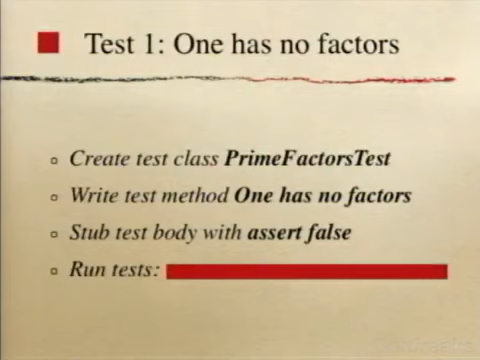 Test 1: One has no factors
Create test class PrimeFactorsTest
Write test method One has no factors
Stub test body with assert false
Run tests: